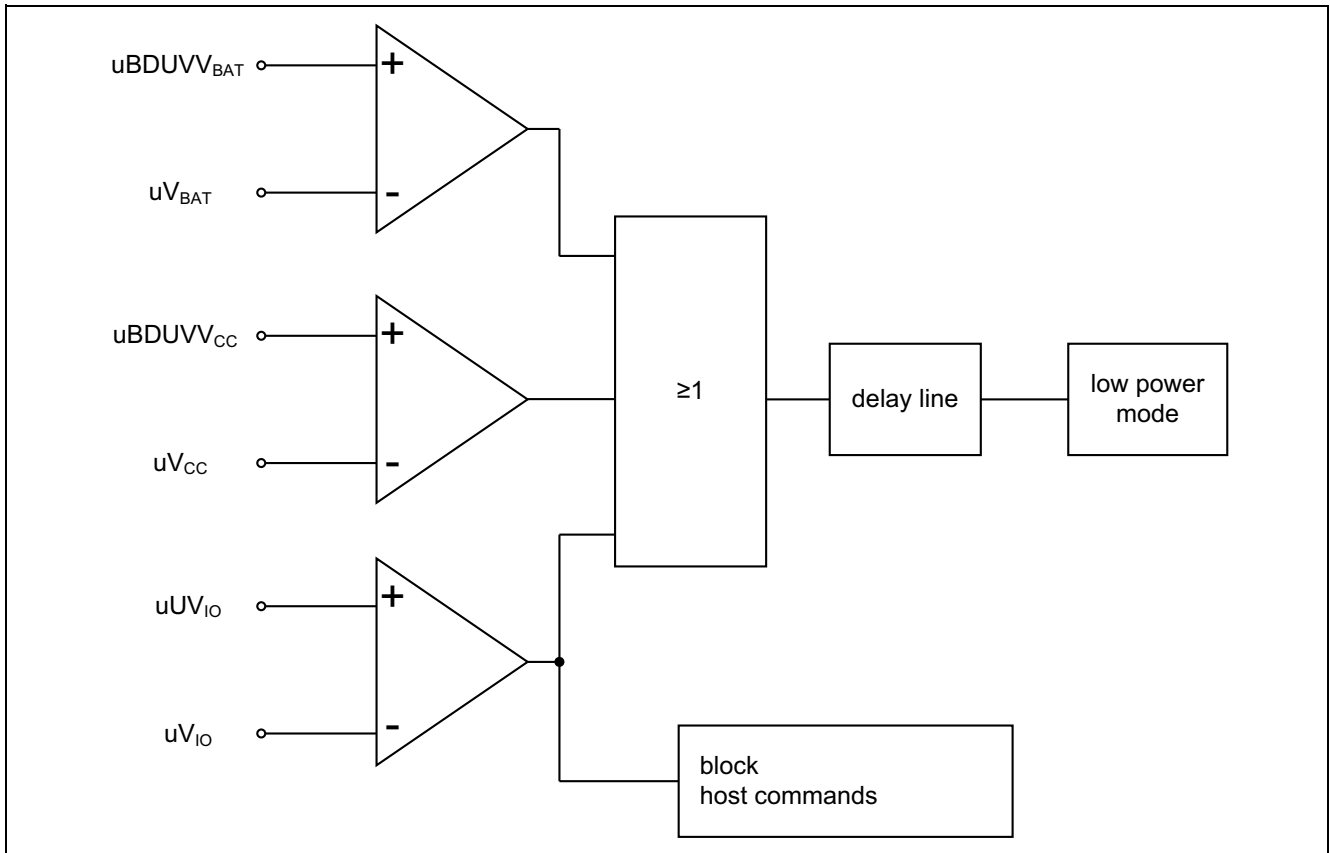 uBDUVV_BAT
+
uV_BAT
-
uBDUVV_CC
+
uV_CC
-
≥1
delay line
low power
mode
uUV_IO
+
uV_IO
-
block
host commands